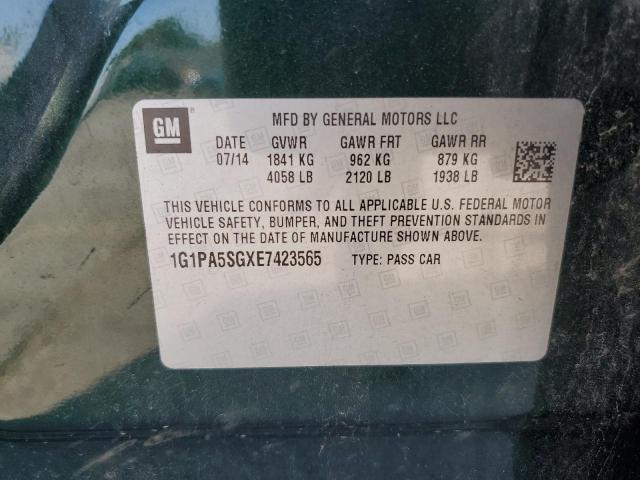 GM
MFD BY GENERAL MOTORS LLC
DATE GVWR GAWR FRT GAWR RR
07/14 1841 KG 962 KG 879 KG
4058 LB 2120 LB 1938 LB
THIS VEHICLE CONFORMS TO ALL APPLICABLE U.S. FEDERAL MOTOR
VEHICLE SAFETY, BUMPER, AND THEFT PREVENTION STANDARDS IN
EFFECT ON THE DATE OF MANUFACTURE SHOWN ABOVE.
1G1PA5SGXE7423565 TYPE: PASS CAR